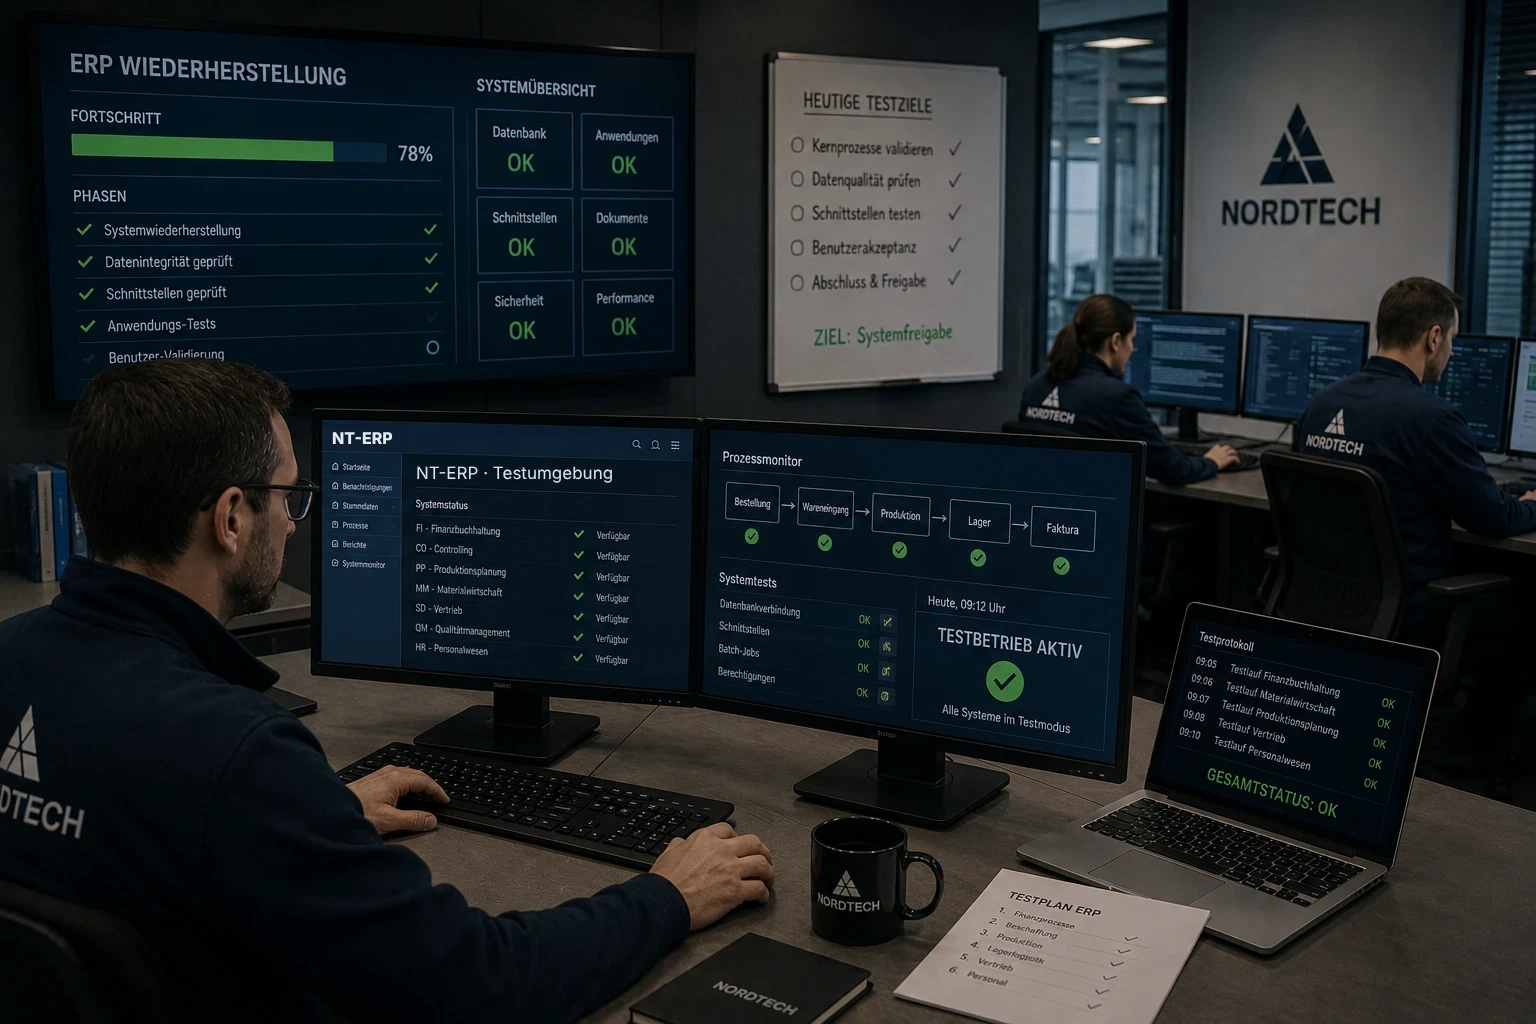 ERP WIEDERHERSTELLUNG
FORTSCHRITT
78%
PHASEN
Systemwiederherstellung
Datenintegrität geprüft
Schnittstellen geprüft
Anwendungs-Tests
Benutzer-Validierung
SYSTEMÜBERSICHT
Datenbank
OK
Anwendungen
OK
Schnittstellen
OK
Dokumente
OK
Sicherheit
OK
Performance
OK
HEUTIGE TESTZIELE
Kernprozesse validieren
Datenqualität prüfen
Schnittstellen testen
Benutzerakzeptanz
Abschluss & Freigabe
ZIEL: Systemfreigabe
NORDTECH
NORDTECH
NORDTECH
NT-ERP
Startseite
Benachrichtigungen
Stammdaten
Prozesse
Berichte
Systemmonitor
NT-ERP · Testumgebung
Systemstatus
FI - Finanzbuchhaltung Verfügbar
CO - Controlling Verfügbar
PP - Produktionsplanung Verfügbar
MM - Materialwirtschaft Verfügbar
SD - Vertrieb Verfügbar
QM - Qualitätmanagement Verfügbar
HR - Personalwesen Verfügbar
Prozessmonitor
Bestellung
Wareneingang
Produktion
Lager
Faktura
Systemtests
Datenbankverbindung OK
Schnittstellen OK
Batch-Jobs OK
Berechtigungen OK
Heute, 09:12 Uhr
TESTBETRIEB AKTIV
Alle Systeme im Testmodus
Testprotokoll
09:05 Testlauf Finanzbuchhaltung OK
09:06 Testlauf Materialwirtschaft OK
09:07 Testlauf Produktionsplanung OK
09:08 Testlauf Vertrieb OK
09:10 Testlauf Personalwesen OK
GESAMTSTATUS: OK
DTECH
NORDTECH
NORDTECH
TESTPLAN ERP
1. Finanzprozesse
2. Beschaffung
3. Production
4. Lagerlogistik
5. Vertrieb
6. Personal